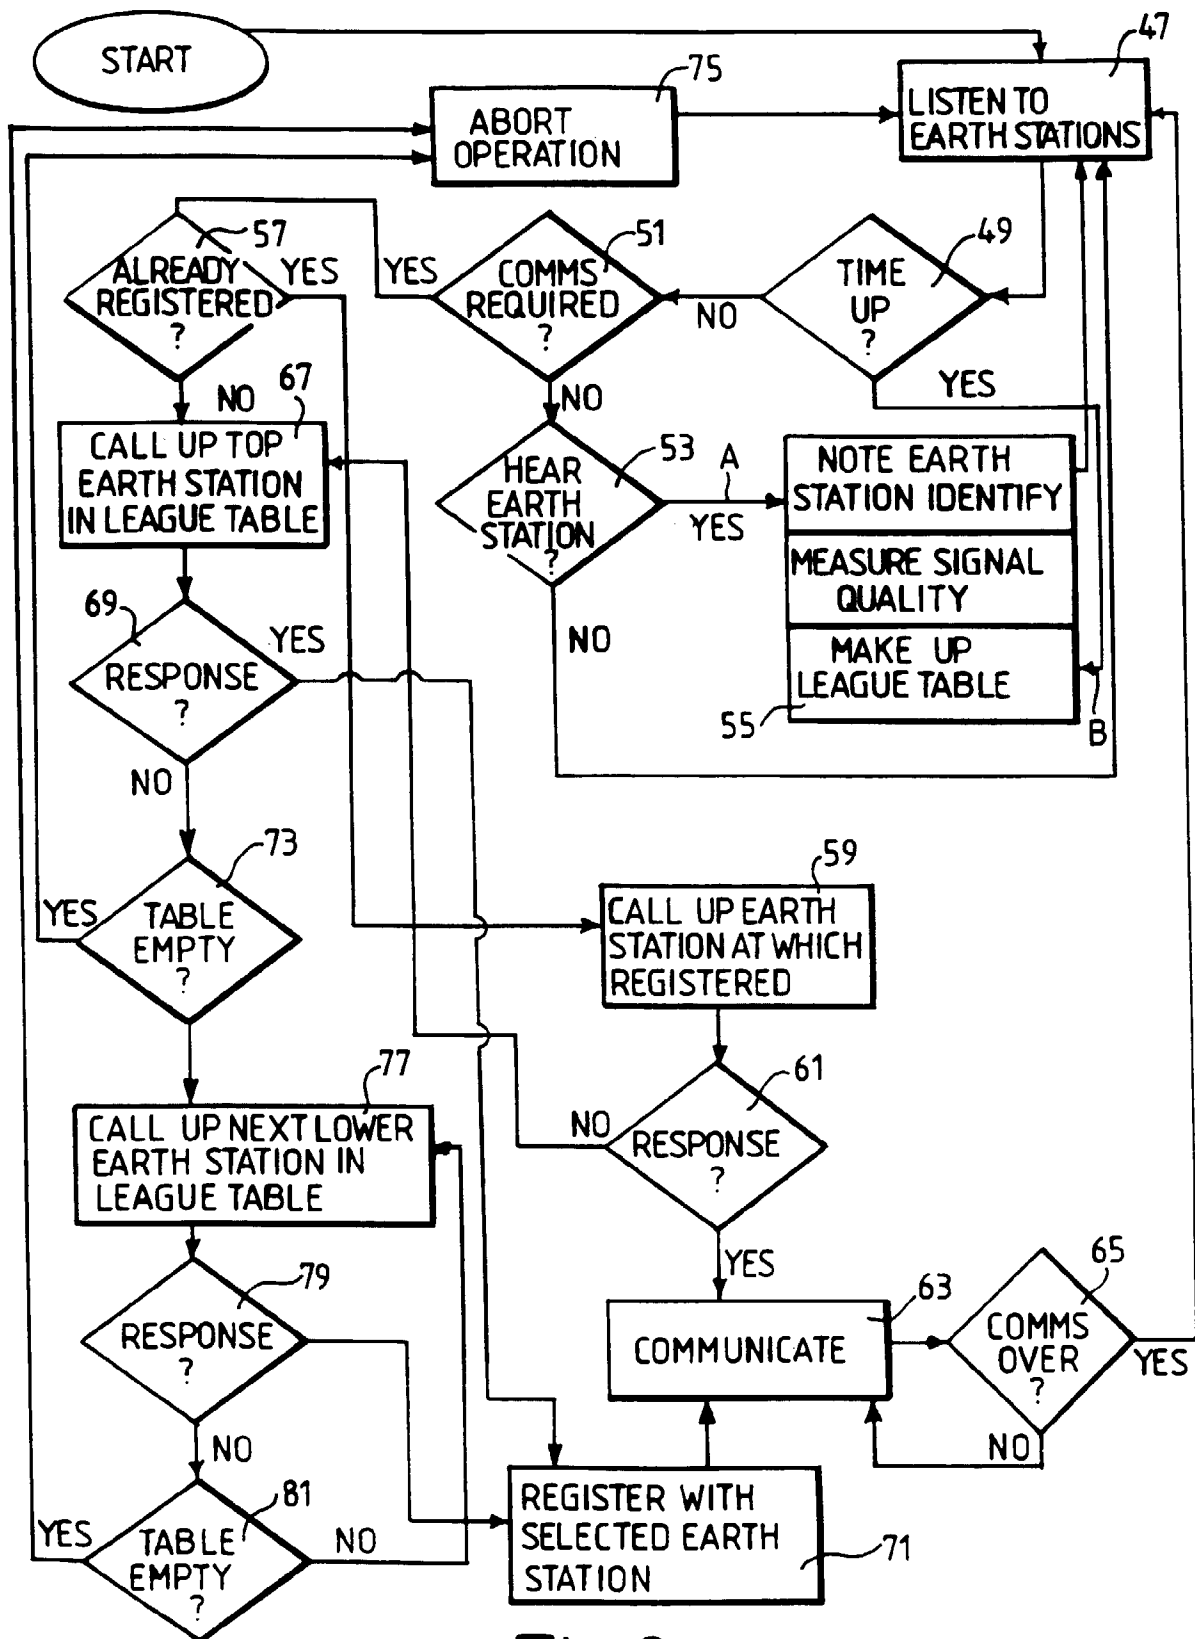 START
47
75
LISTEN TO
EARTH STATIONS
ABORT
OPERATION
57
ALREADY
REGISTERED
?
YES
YES
51
COMMS
REQUIRED
?
NO
49
TIME
UP
?
YES
NO
67
NO
CALL UP TOP
EARTH STATION
IN LEAGUE TABLE
53
HEAR
EARTH
STATION
?
A
YES
NOTE EARTH
STATION IDENTIFY
MEASURE SIGNAL
QUALITY
MAKE UP
LEAGUE TABLE
55
B
NO
69
YES
RESPONSE
?
NO
73
YES
TABLE
EMPTY
?
59
CALL UP EARTH
STATION AT WHICH
REGISTERED
77
CALL UP NEXT LOWER
EARTH STATION IN
LEAGUE TABLE
61
NO
RESPONSE
?
YES
79
RESPONSE
?
NO
63
COMMUNICATE
65
COMMS
OVER
?
YES
NO
81
YES
TABLE
EMPTY
?
NO
REGISTER WITH
SELECTED EARTH
STATION
71